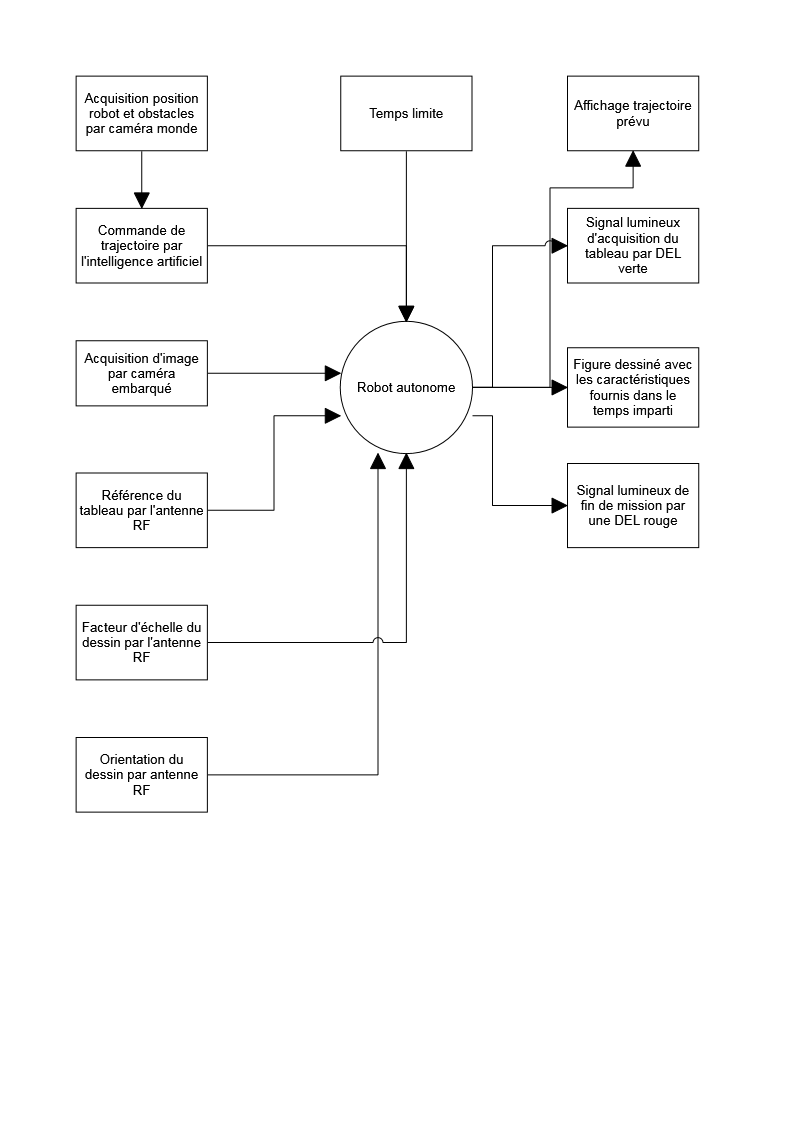 Acquisition position
robot et obstacles
par caméra monde
Temps limite
Affichage trajectoire
prévu
Commande de
trajectoire par
l'intelligence artificiel
Signal lumineux
d'acquisition du
tableau par DEL
verte
Acquisition d'image
par caméra
embarqué
Robot autonome
Figure dessiné avec
les caractéristiques
fournis dans le
temps imparti
Référence du
tableau par l'antenne
RF
Signal lumineux de
fin de mission par
une DEL rouge
Facteur d'échelle du
dessin par l'antenne
RF
Orientation du
dessin par antenne
RF